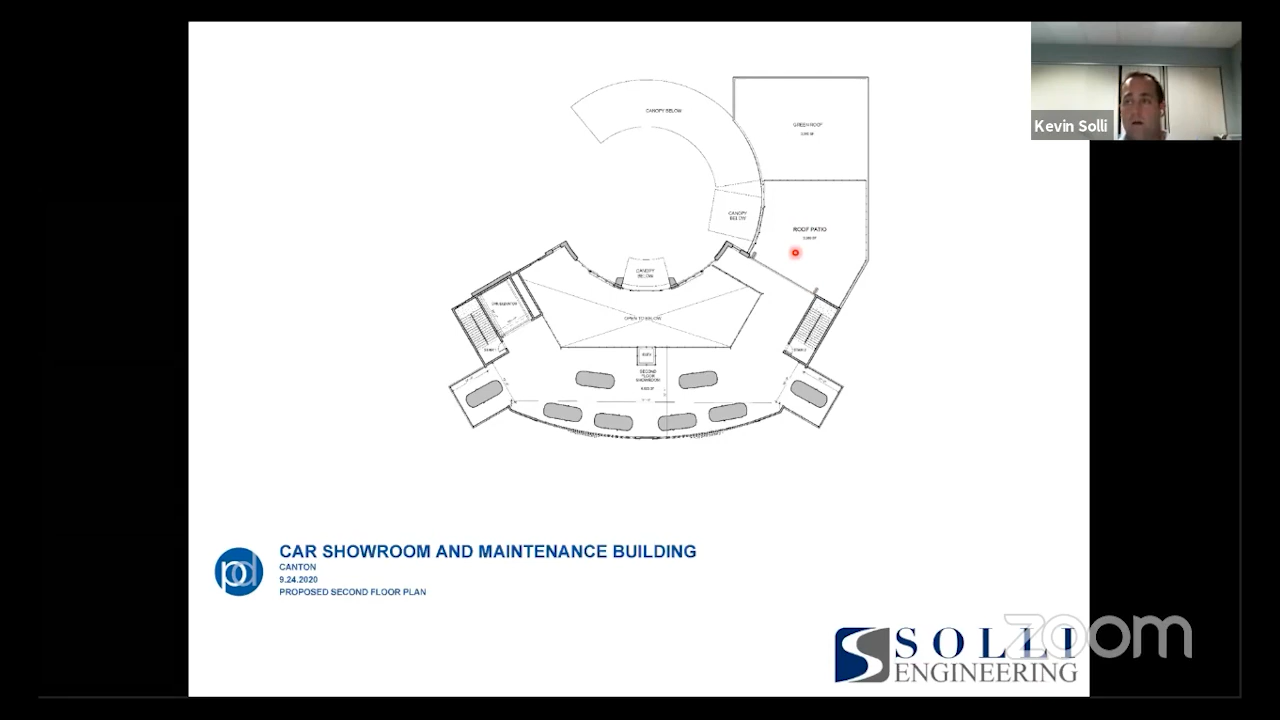 CANOPY BELOW
GREEN ROOF
Kevin Solli
CANOPY
BELOW
ROOF PATIO
CANOPY
BELOW
OPEN TO BELOW
SECOND
FLOOR
SHOWROOM
CAR SHOWROOM AND MAINTENANCE BUILDING
pd
CANTON
9.24.2020
PROPOSED SECOND FLOOR PLAN
SOLLI
ENGINEERING
zoom